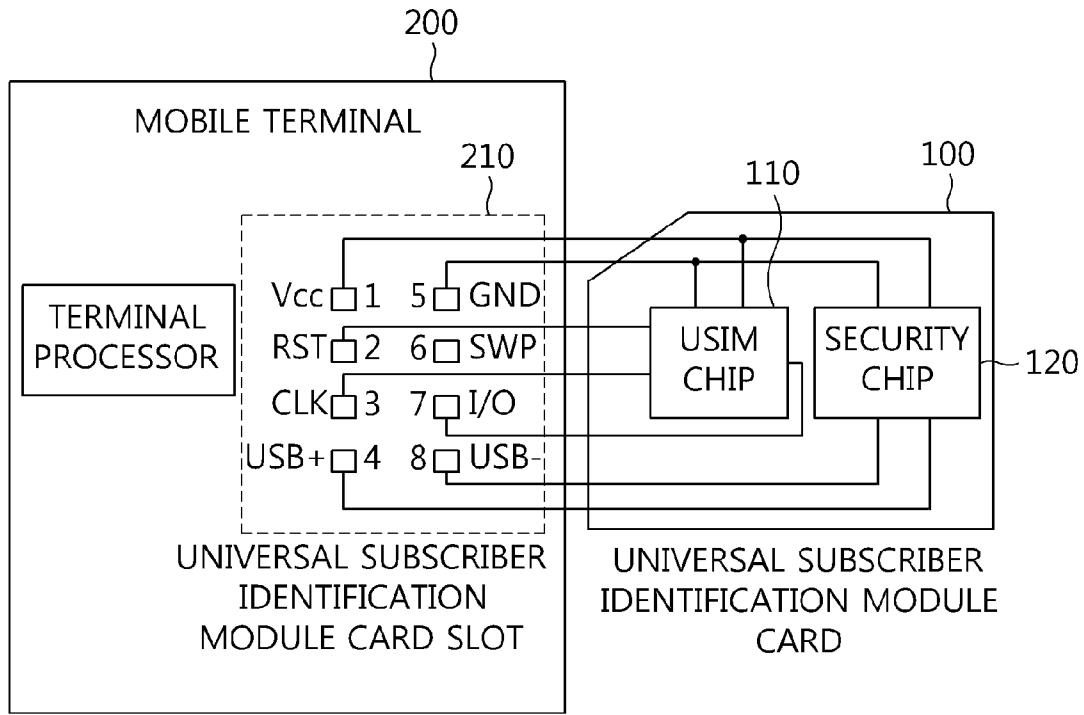 200
MOBILE TERMINAL
210
110
100
Vcc 1 5 GND
TERMINAL
PROCESSOR
RST 2 6 SWP
CLK 3 7 I/O
USB+ 4 8 USB-
USIM
CHIP
SECURITY
CHIP
120
UNIVERSAL SUBSCRIBER
IDENTIFICATION
MODULE CARD SLOT
UNIVERSAL SUBSCRIBER
IDENTIFICATION MODULE
CARD